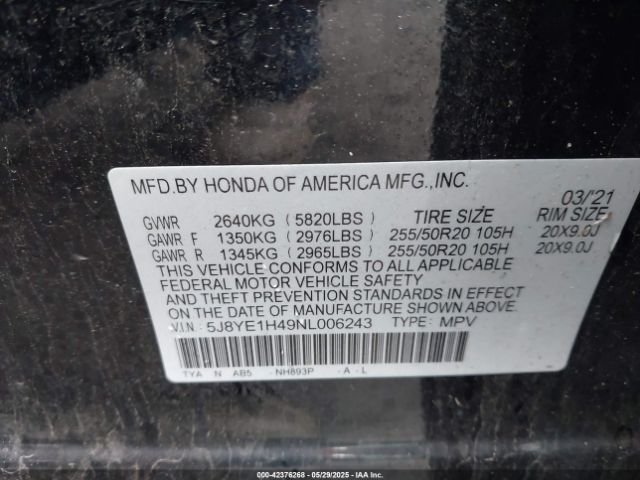 MFD.BY HONDA OF AMERICA MFG.,INC.
03/'21
GVWR 2640KG (5820LBS) TIRE SIZE RIM SIZE
GAWR F 1350KG (2976LBS) 255/50R20 105H 20X9.0J
GAWR R 1345KG (2965LBS) 255/50R20 105H 20X9.0J
THIS VEHICLE CONFORMS TO ALL APPLICABLE
FEDERAL MOTOR VEHICLE SAFETY
AND THEFT PREVENTION STANDARDS IN EFFECT
ON THE DATE OF MANUFACTURE SHOWN ABOVE.
V.I.N: 5J8YE1H49NL006243 TYPE: MPV
TYA N AB5 -NH893P -A-L
000-42376268 05/29/2025 IAAI.COM